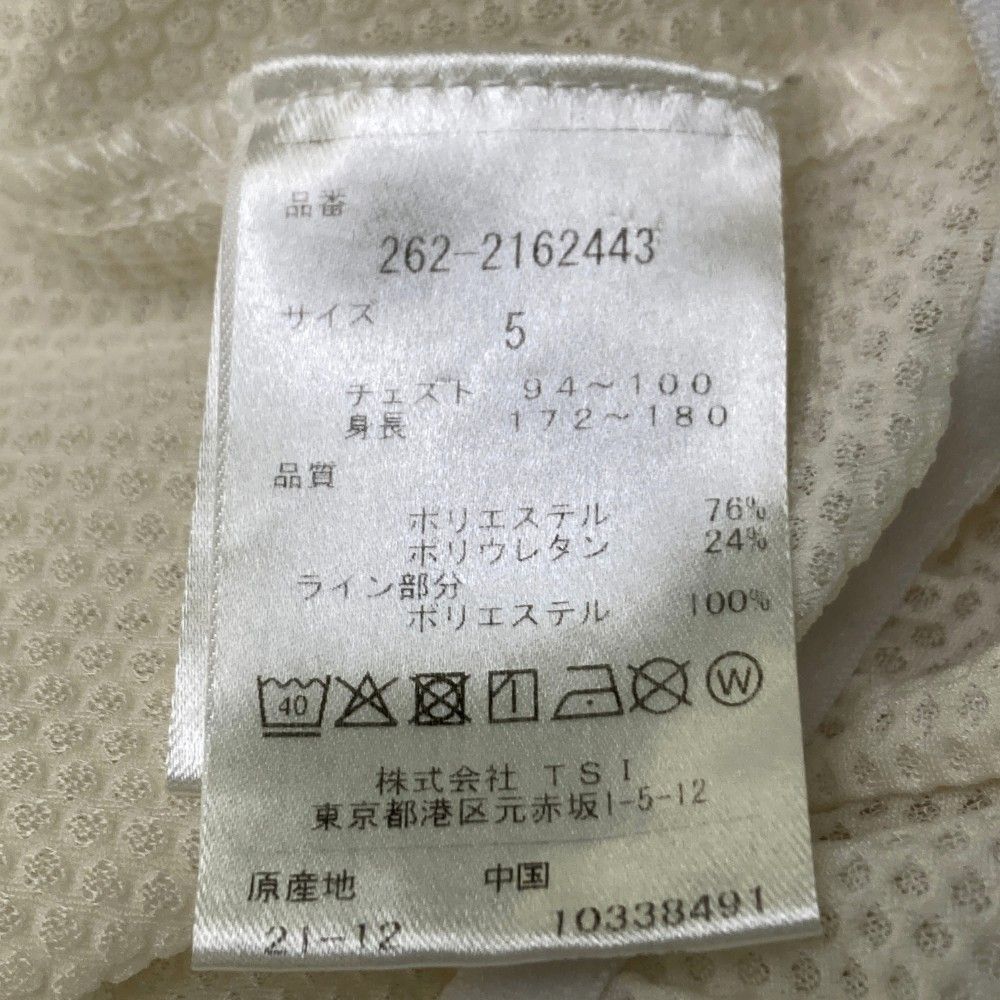 品番
262-2162443
サイズ 5
チェスト 94~100
身長 172~180
品質
ポリエステル 76%
ポリウレタン 24%
ライン部分
ポリエステル 100%
40 W
株式会社 TSI
東京都港区元赤坂1-5-12
原産地 中国
21-12 10338491